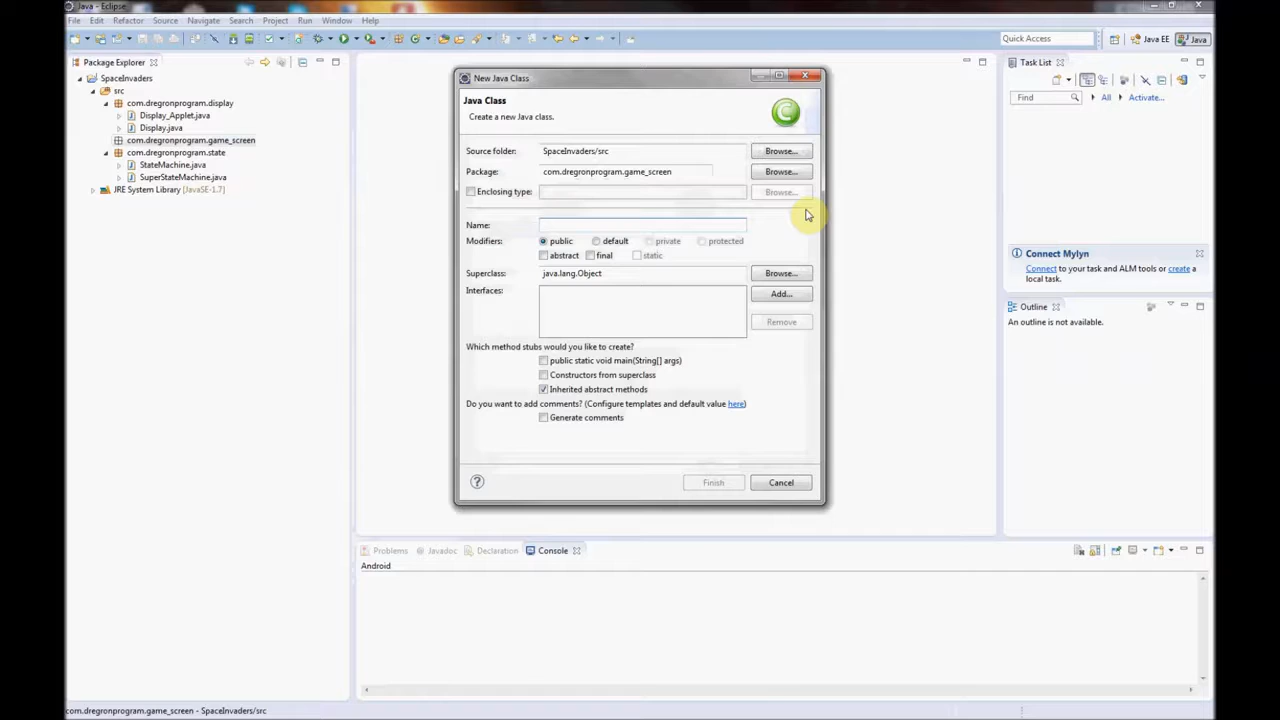 Java - Eclipse
File Edit Refactor Source Navigate Search Project Run Window Help
Quick Access
Java EE
Java
Package Explorer
SpaceInvaders
src
com.dregronprogram.display
Display_Applet.java
Display.java
com.dregronprogram.game_screen
com.dregronprogram.state
StateMachine.java
SuperStateMachine.java
JRE System Library [JavaSE-1.7]
New Java Class
Java Class
Create a new Java class.
Source folder: SpaceInvaders/src Browse...
Package: com.dregronprogram.game_screen Browse...
Enclosing type: Browse...
Name:
Modifiers: public default private protected
abstract final static
Superclass: java.lang.Object Browse...
Interfaces: Add...
Remove
Which method stubs would you like to create?
public static void main(String[] args)
Constructors from superclass
Inherited abstract methods
Do you want to add comments? (Configure templates and default value here)
Generate comments
? Finish Cancel
Task List
Find All Activate...
Connect Mylyn
Connect to your task and ALM tools or create a
local task.
Outline
An outline is not available.
Problems @ Javadoc Declaration Console
Android
com.dregronprogram.game_screen - SpaceInvaders/src